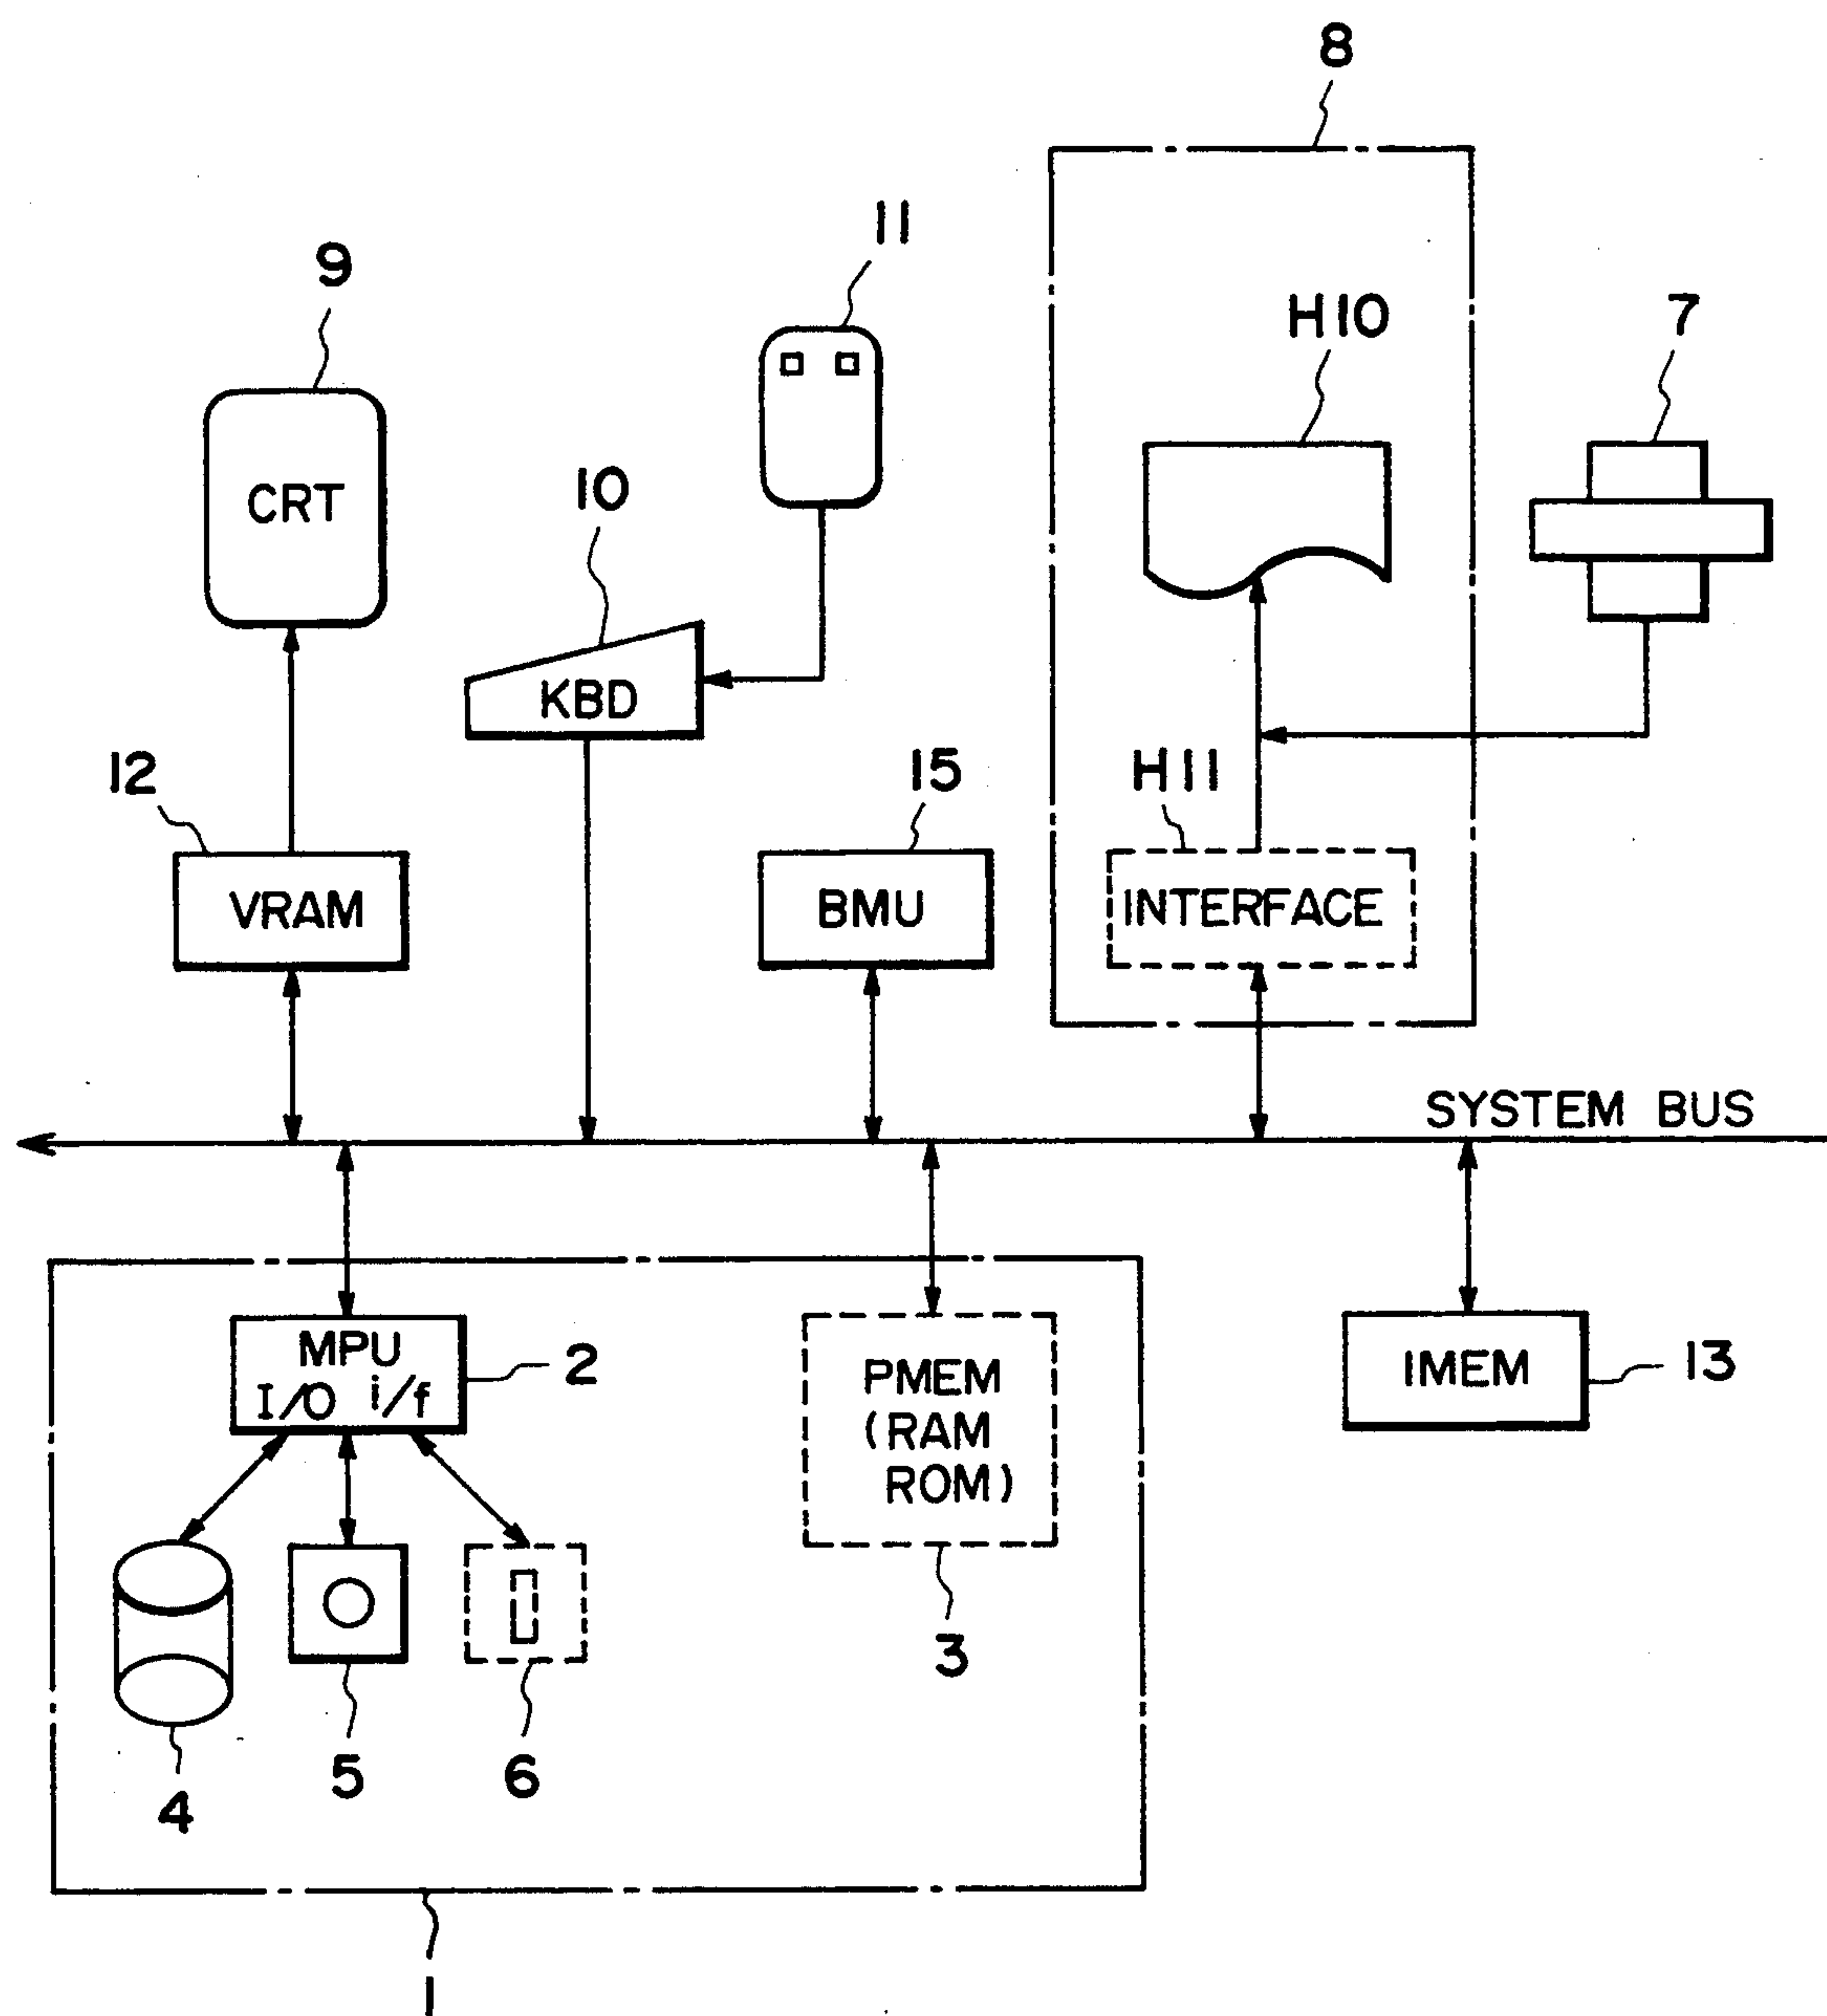 8
11
9
H10
7
10
CRT
KBD
12
15
H11
VRAM
BMU
INTERFACE
SYSTEM BUS
MPU
I/O i/f
2
PMEM
(RAM
ROM)
IMEM
13
3
5
6
4
1